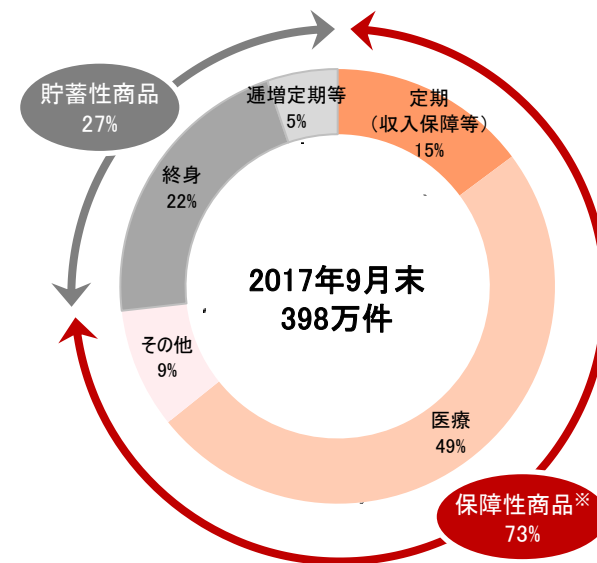 貯蓄性商品
27%
逓増定期等
5%
定期
（収入保障等）
15%
終身
22%
2017年9月末
398万件
その他
9%
医療
49%
保障性商品※
73%